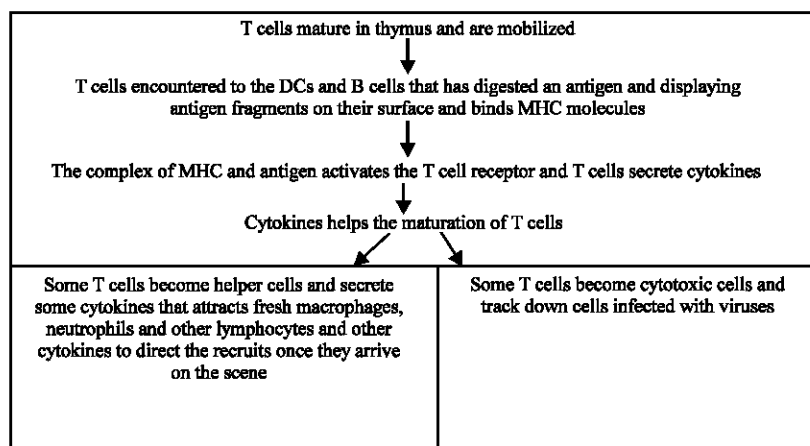 T cells mature in thymus and are mobilized
T cells encountered to the DCs and B cells that has digested an antigen and displaying
antigen fragments on their surface and binds MHC molecules
The complex of MHC and antigen activates the T cell receptor and T cells secrete cytokines
Cytokines helps the maturation of T cells
Some T cells become helper cells and secrete
some cytokines that attracts fresh macrophages,
neutrophils and other lymphocytes and other
cytokines to direct the recruits once they arrive
on the scene
Some T cells become cytotoxic cells and
track down cells infected with viruses